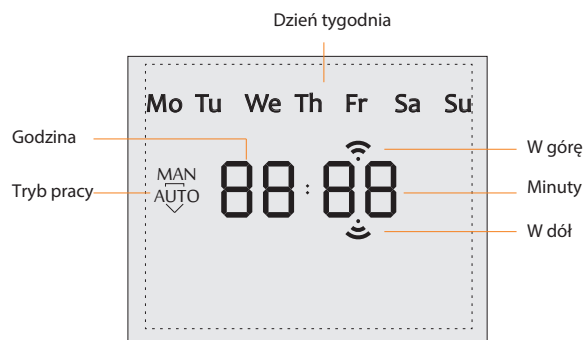 Dzień tygodnia
Mo Tu We Th Fr Sa Su
Godzina
W górę
MAN
88:88
Minuty
Tryb pracy
AUTO
W dół